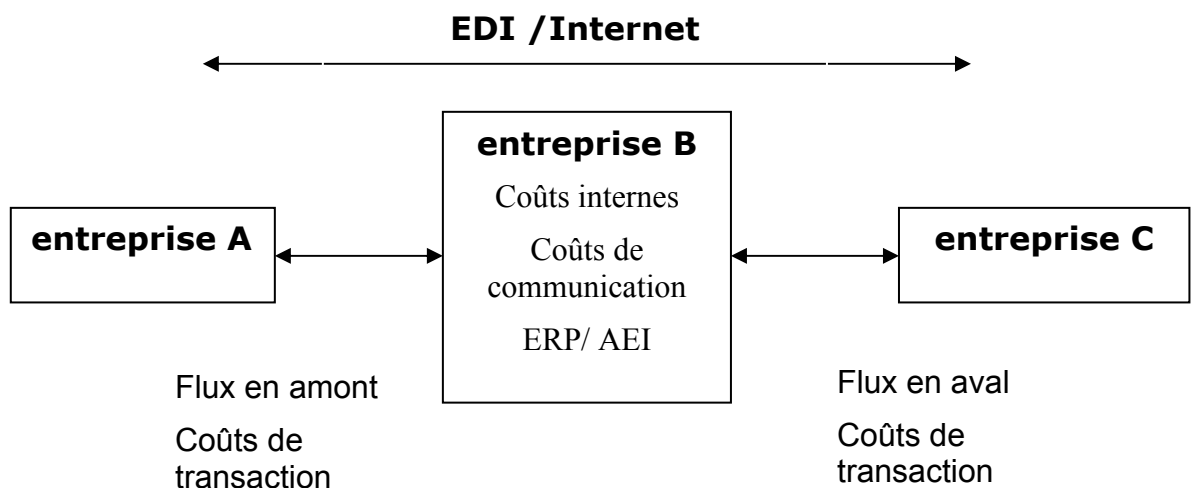 EDI /Internet
entreprise B
Coûts internes
Coûts de
communication
ERP/ AEI
entreprise A
entreprise C
Flux en amont
Coûts de
transaction
Flux en aval
Coûts de
transaction